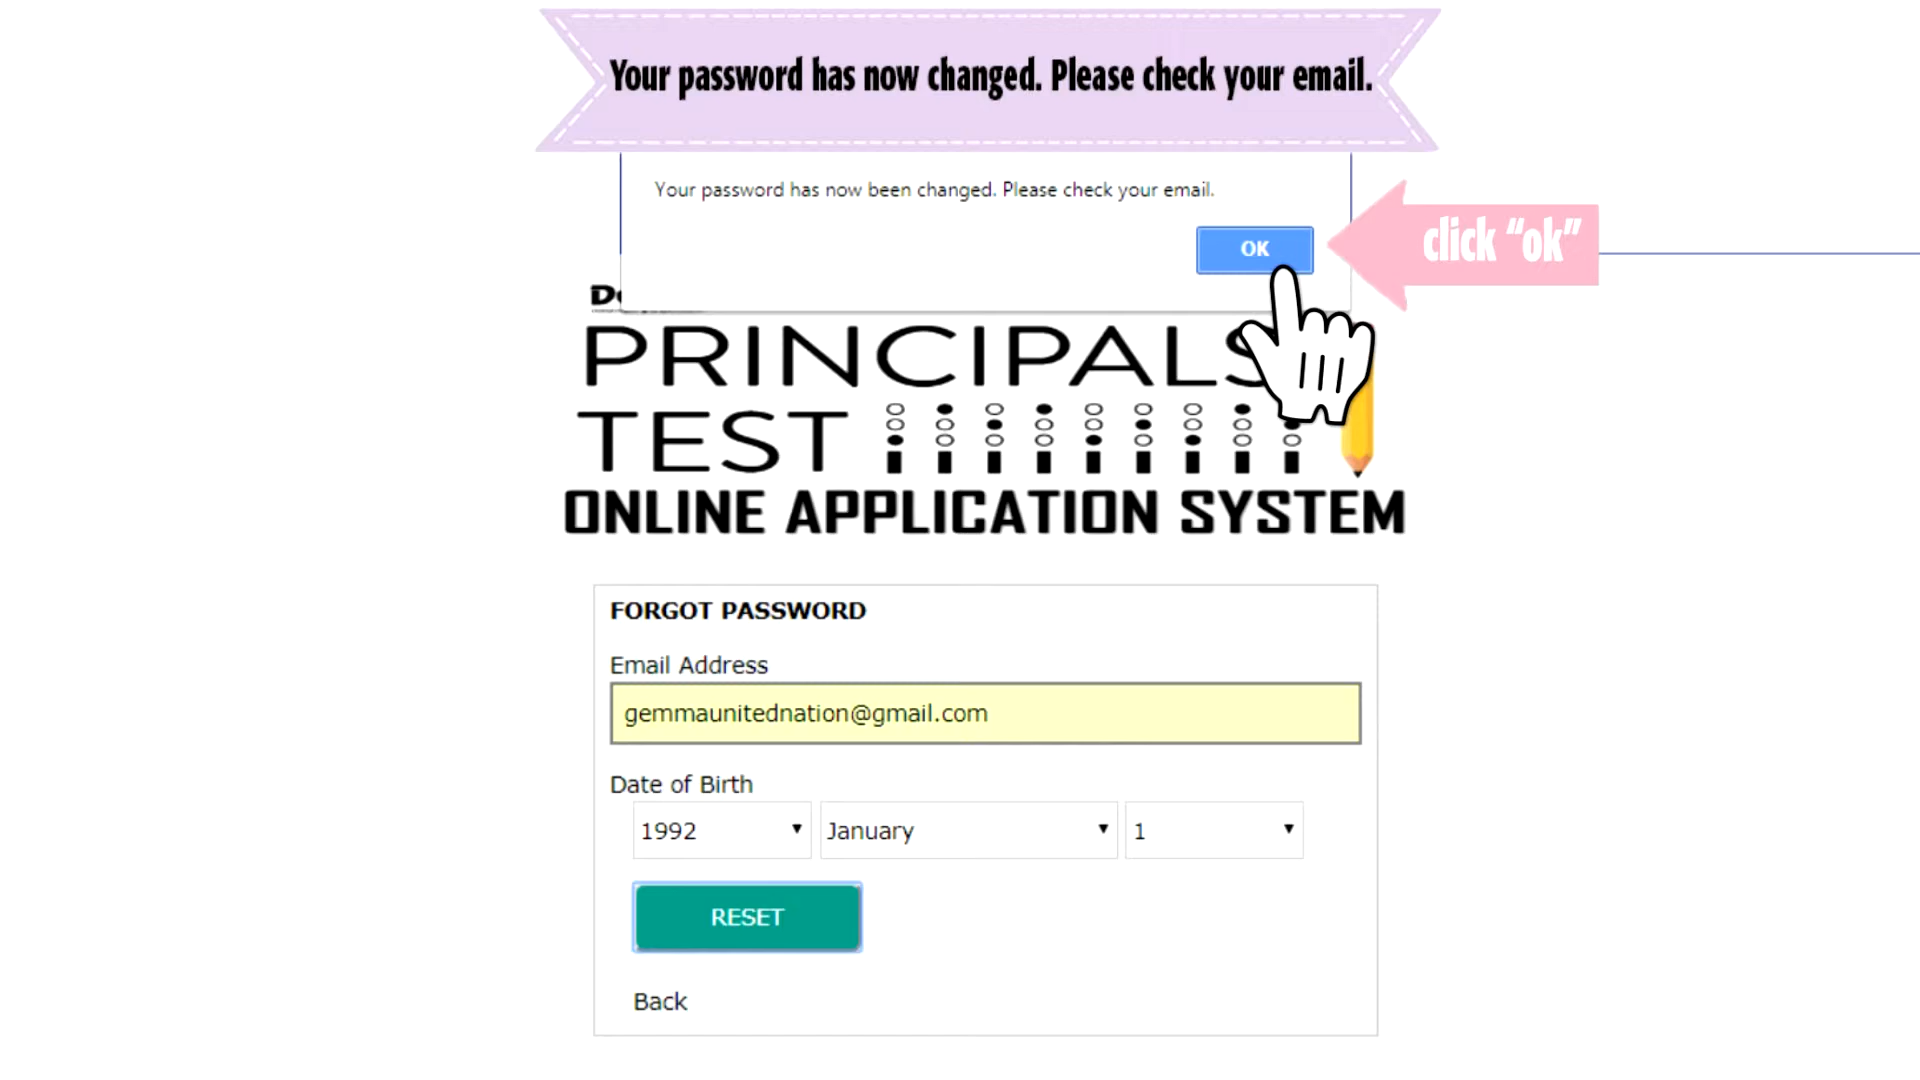 Your password has now changed. Please check your email.
Your password has now been changed. Please check your email.
OK
click "ok"
PRINCIPALS
TEST
ONLINE APPLICATION SYSTEM
FORGOT PASSWORD
Email Address
gemmaunitednation@gmail.com
Date of Birth
1992 January 1
RESET
Back